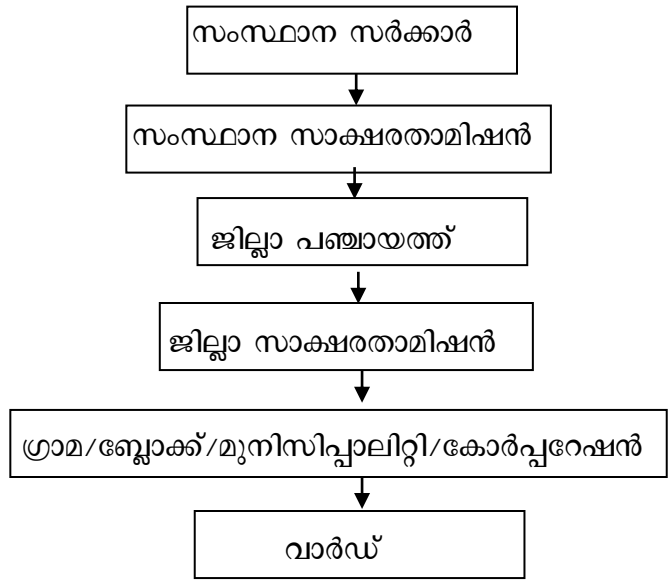 സംസ്ഥാന സർക്കാർ
സംസ്ഥാന സാക്ഷരതാമിഷൻ
ജില്ലാ പഞ്ചായത്ത്
ജില്ലാ സാക്ഷരതാമിഷൻ
ഗ്രാമ/ബ്ലോക്ക്/മുനിസിപ്പാലിറ്റി/കോർപ്പറേഷൻ
വാർഡ്